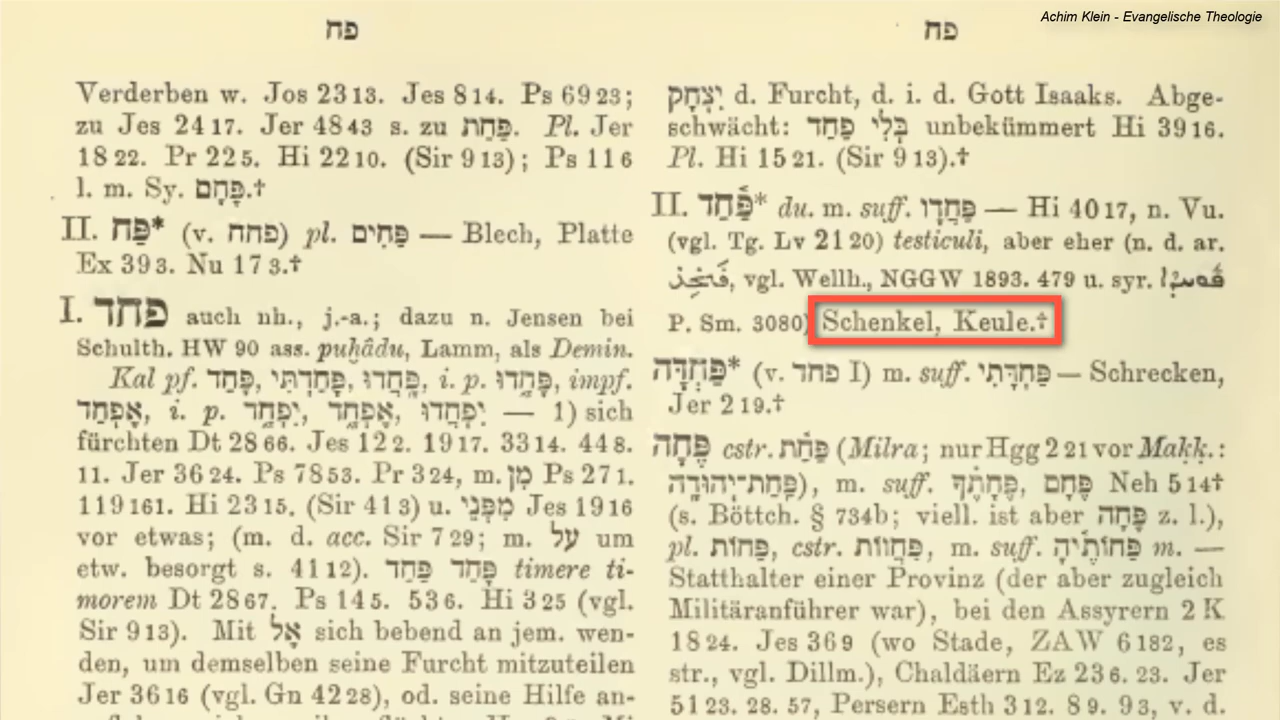 Achim Klein - Evangelische Theologie
פח
פח
Verderben w. Jos 23 13. Jes 8 14. Ps 69 23;
zu Jes 24 17. Jer 48 43 s. zu פַּחַת. Pl. Jer
18 22. Pr 22 5. Hi 22 10. (Sir 9 13); Ps 11 6
l. m. Sy. פֶּחָם.†
II. פַּח* (v. פחח) pl. פַּחִים — Blech, Platte
Ex 39 3. Nu 17 3.†
I. פחד auch nh., j.-a.; dazu n. Jensen bei
Schulth. HW 90 ass. puḫâdu, Lamm, als Demin.
Kal pf. פָּחַד, פָּחַדְתִּי, פָּחֲדוּ, i. p. פָּחָדוּ, impf.
אֶפְחַד, i. p. יִפְחָד, אֶפְחָד, יִפְחֲדוּ — 1) sich
fürchten Dt 28 66. Jes 12 2. 19 17. 33 14. 44 8.
11. Jer 36 24. Ps 78 53. Pr 3 24, m. מִן Ps 27 1.
119 161. Hi 23 15. (Sir 41 3) u. מִפְּנֵי Jes 19 16
vor etwas; (m. d. acc. Sir 7 29; m. עַל um
etw. besorgt s. 41 12). פָּחַד פַּחַד timere ti-
morem Dt 28 67. Ps 14 5. 53 6. Hi 3 25 (vgl.
Sir 9 13). Mit אֶל sich bebend an jem. wen-
den, um demselben seine Furcht mitzuteilen
Jer 36 16 (vgl. Gn 42 28), od. seine Hilfe an-
יִצְחָק d. Furcht, d. i. d. Gott Isaaks. Abge-
schwächt: בְּלִי פַחַד unbekümmert Hi 39 16.
Pl. Hi 15 21. (Sir 9 13).†
II. פַּחַד* du. m. suff. פַּחֲדָו — Hi 40 17, n. Vu.
(vgl. Tg. Lv 21 20) testiculi, aber eher (n. d. ar.
فَخِذ, vgl. Wellh., NGGW 1893. 479 u. syr.
P. Sm. 3080) Schenkel, Keule.†
פַּחְדָּה* (v. פחד I) m. suff. פַּחְדָּתִי — Schrecken,
Jer 2 19.†
פֶּחָה cstr. פַּחַת (Milra; nur Hgg 2 21 vor Makk.:
פַּחַת־יְהוּדָה), m. suff. פֶּחָתֶךָ, פֶּחָם Neh 5 14†
(s. Böttch. § 734b; viell. ist aber פֶּחָה z. l.),
pl. פַּחוֹת, cstr. פַּחֲווֹת, m. suff. פַּחוֹתֶיהָ m. —
Statthalter einer Provinz (der aber zugleich
Militäranführer war), bei den Assyrern 2 K
18 24. Jes 36 9 (wo Stade, ZAW 6 182, es
str., vgl. Dillm.), Chaldäern Ez 23 6. 23. Jer
51 23. 28. 57, Persern Esth 3 12. 8 9. 9 3, v. d.